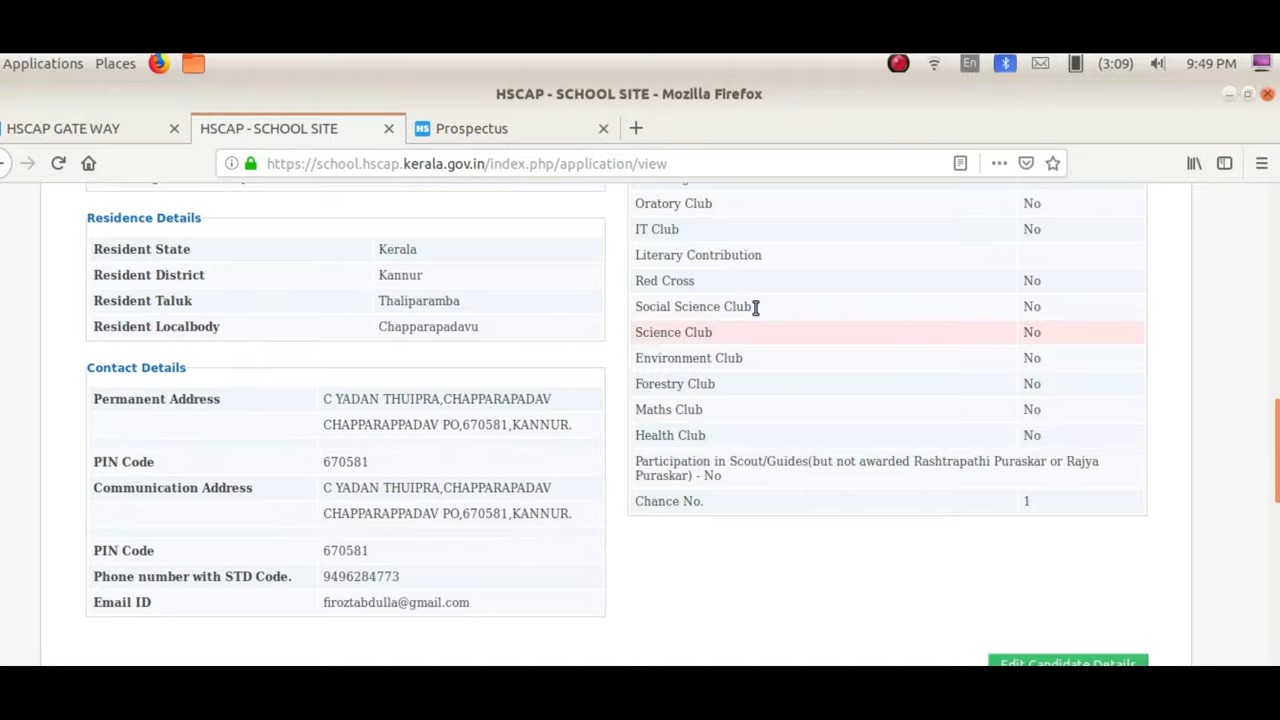 Applications Places En (3:09) 9:49 PM
HSCAP - SCHOOL SITE - Mozilla Firefox
HSCAP GATE WAY HSCAP - SCHOOL SITE HS Prospectus
https://school.hscap.kerala.gov.in/index.php/application/view
Residence Details
Resident State Kerala
Resident District Kannur
Resident Taluk Thaliparamba
Resident Localbody Chapparapadavu
Contact Details
Permanent Address C YADAN THUIPRA,CHAPPARAPADAV
CHAPPARAPPADAV PO,670581,KANNUR.
PIN Code 670581
Communication Address C YADAN THUIPRA,CHAPPARAPADAV
CHAPPARAPPADAV PO,670581,KANNUR.
PIN Code 670581
Phone number with STD Code. 9496284773
Email ID firoztabdulla@gmail.com
Oratory Club No
IT Club No
Literary Contribution
Red Cross No
Social Science Club No
Science Club No
Environment Club No
Forestry Club No
Maths Club No
Health Club No
Participation in Scout/Guides(but not awarded Rashtrapathi Puraskar or Rajya
Puraskar) - No
Chance No. 1
Edit Candidate Details